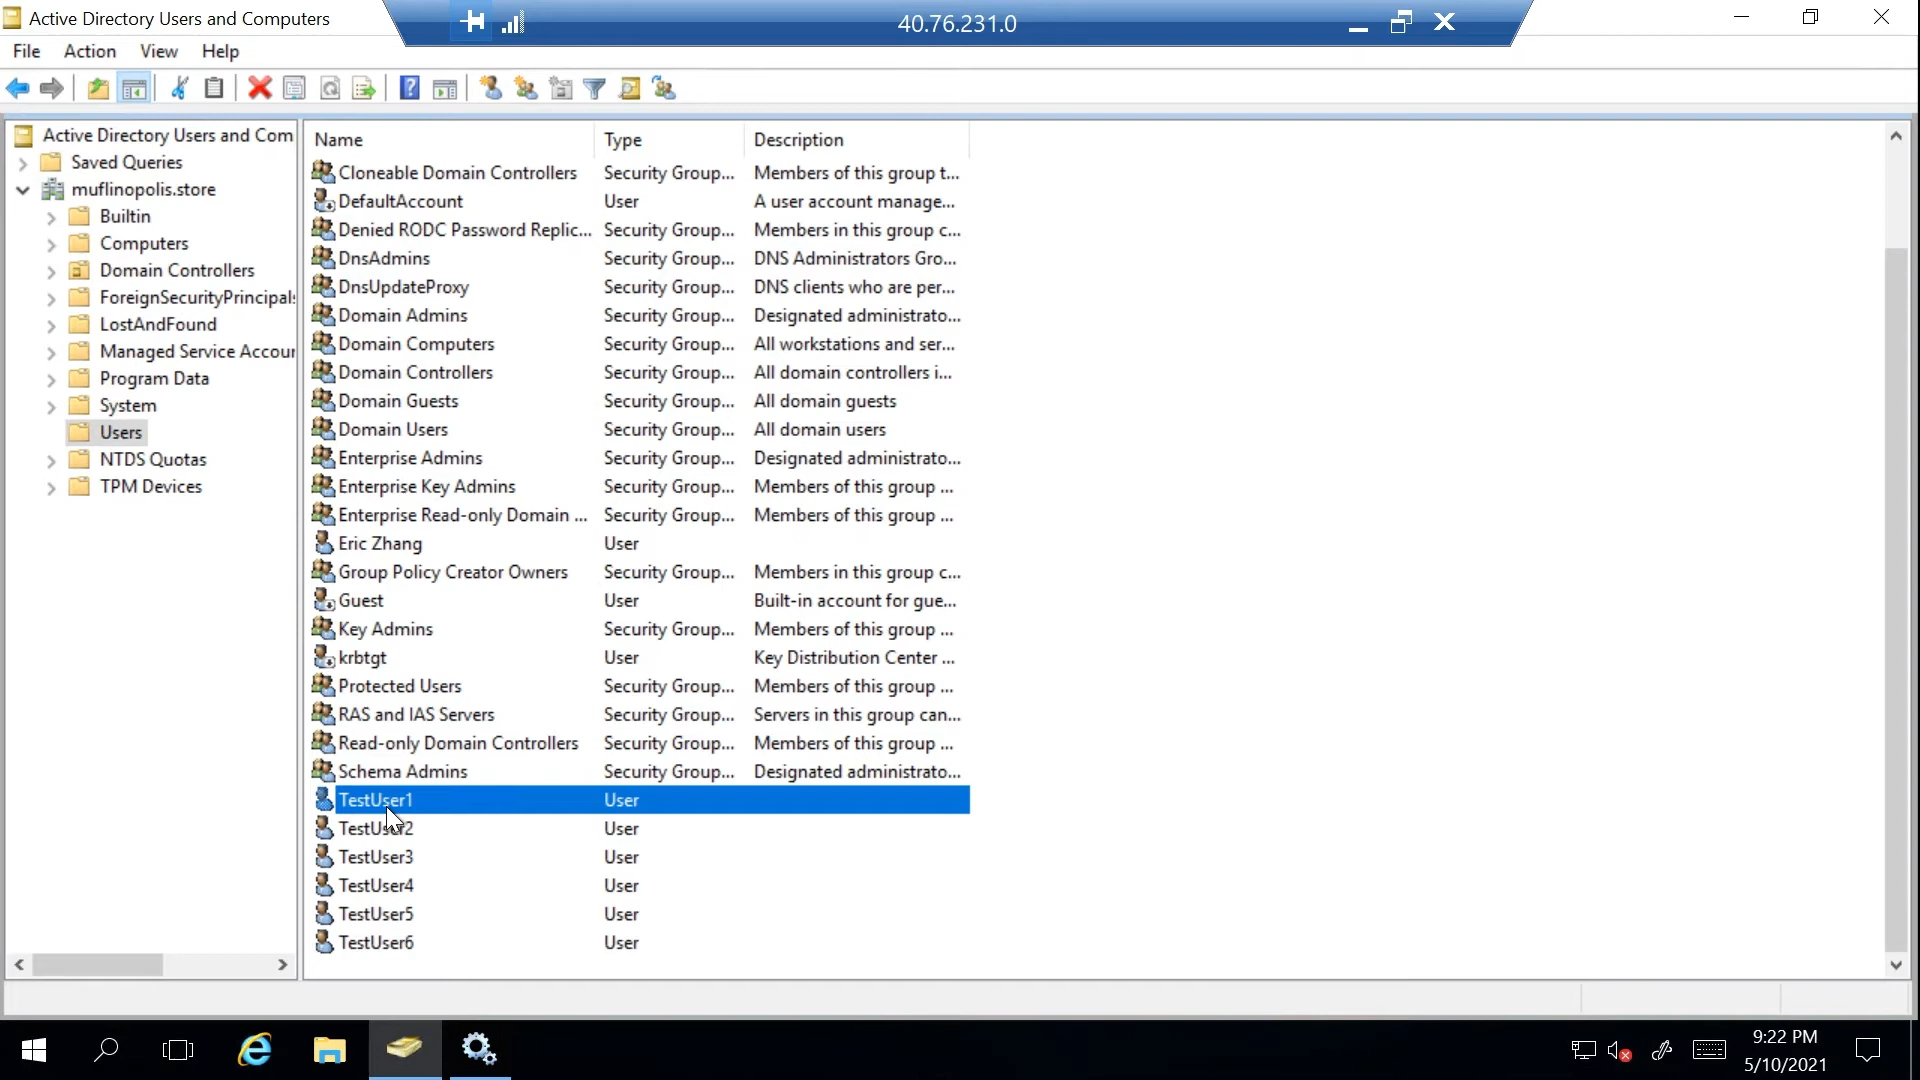 Active Directory Users and Computers
40.76.231.0
File Action View Help
Active Directory Users and Com
Saved Queries
muflinopolis.store
Builtin
Computers
Domain Controllers
ForeignSecurityPrincipals
LostAndFound
Managed Service Accour
Program Data
System
Users
NTDS Quotas
TPM Devices
Name Type Description
Cloneable Domain Controllers Security Group... Members of this group t...
DefaultAccount User A user account manage...
Denied RODC Password Replic... Security Group... Members in this group c...
DnsAdmins Security Group... DNS Administrators Gro...
DnsUpdateProxy Security Group... DNS clients who are per...
Domain Admins Security Group... Designated administrato...
Domain Computers Security Group... All workstations and ser...
Domain Controllers Security Group... All domain controllers i...
Domain Guests Security Group... All domain guests
Domain Users Security Group... All domain users
Enterprise Admins Security Group... Designated administrato...
Enterprise Key Admins Security Group... Members of this group ...
Enterprise Read-only Domain ... Security Group... Members of this group ...
Eric Zhang User
Group Policy Creator Owners Security Group... Members in this group c...
Guest User Built-in account for gue...
Key Admins Security Group... Members of this group ...
krbtgt User Key Distribution Center ...
Protected Users Security Group... Members of this group ...
RAS and IAS Servers Security Group... Servers in this group can...
Read-only Domain Controllers Security Group... Members of this group ...
Schema Admins Security Group... Designated administrato...
TestUser1 User
TestUser2 User
TestUser3 User
TestUser4 User
TestUser5 User
TestUser6 User
9:22 PM
5/10/2021